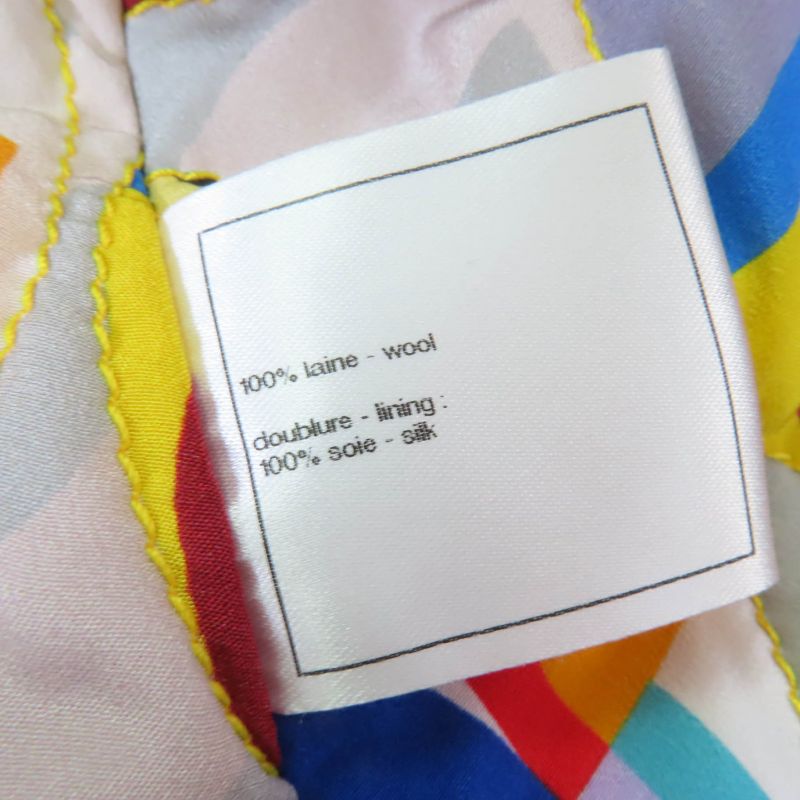 100% laine - wool
doublure - lining :
100% soie - silk